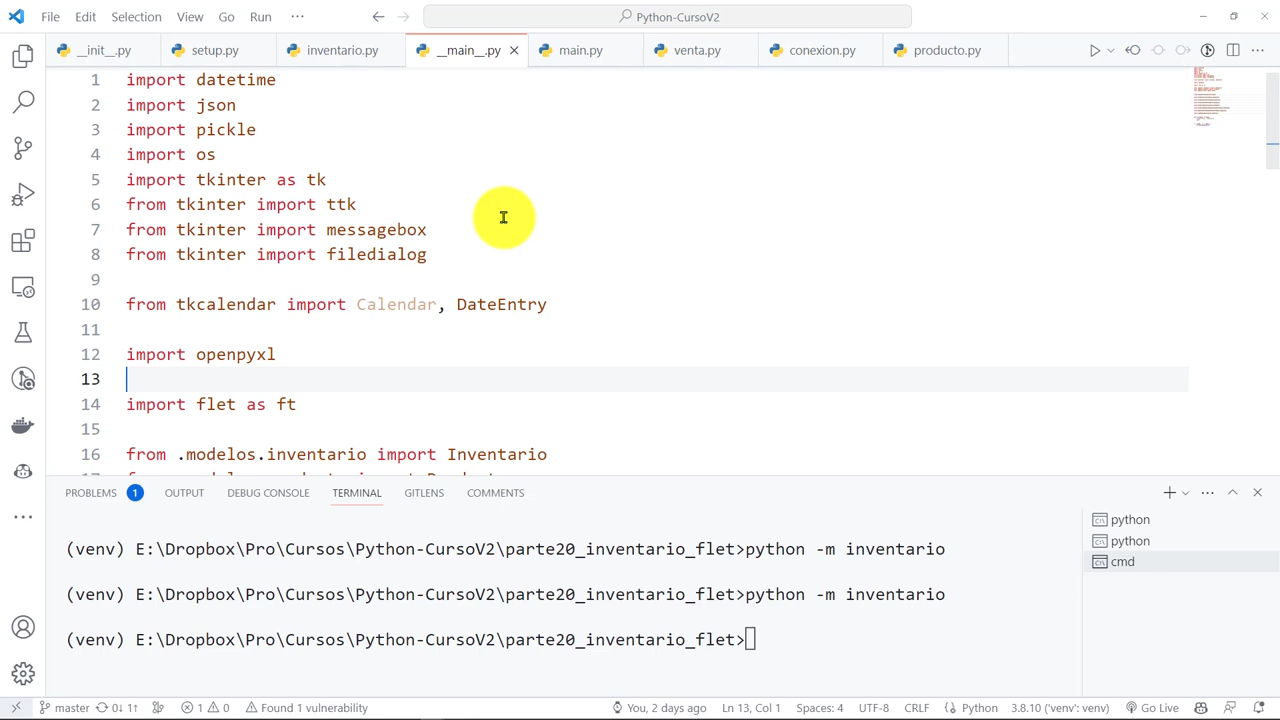 File Edit Selection View Go Run ··· Python-CursoV2
__init__.py setup.py inventario.py __main__.py main.py venta.py conexion.py producto.py
1 import datetime
2 import json
3 import pickle
4 import os
5 import tkinter as tk
6 from tkinter import ttk
7 from tkinter import messagebox
8 from tkinter import filedialog
9
10 from tkcalendar import Calendar, DateEntry
11
12 import openpyxl
13
14 import flet as ft
15
16 from .modelos.inventario import Inventario
PROBLEMS 1 OUTPUT DEBUG CONSOLE TERMINAL GITLENS COMMENTS
python
python
cmd
(venv) E:\Dropbox\Pro\Cursos\Python-CursoV2\parte20_inventario_flet>python -m inventario
(venv) E:\Dropbox\Pro\Cursos\Python-CursoV2\parte20_inventario_flet>python -m inventario
(venv) E:\Dropbox\Pro\Cursos\Python-CursoV2\parte20_inventario_flet>
master 0↓ 1↑ 1 0 Found 1 vulnerability You, 2 days ago Ln 13, Col 1 Spaces: 4 UTF-8 CRLF Python 3.8.10 ('venv': venv) Go Live